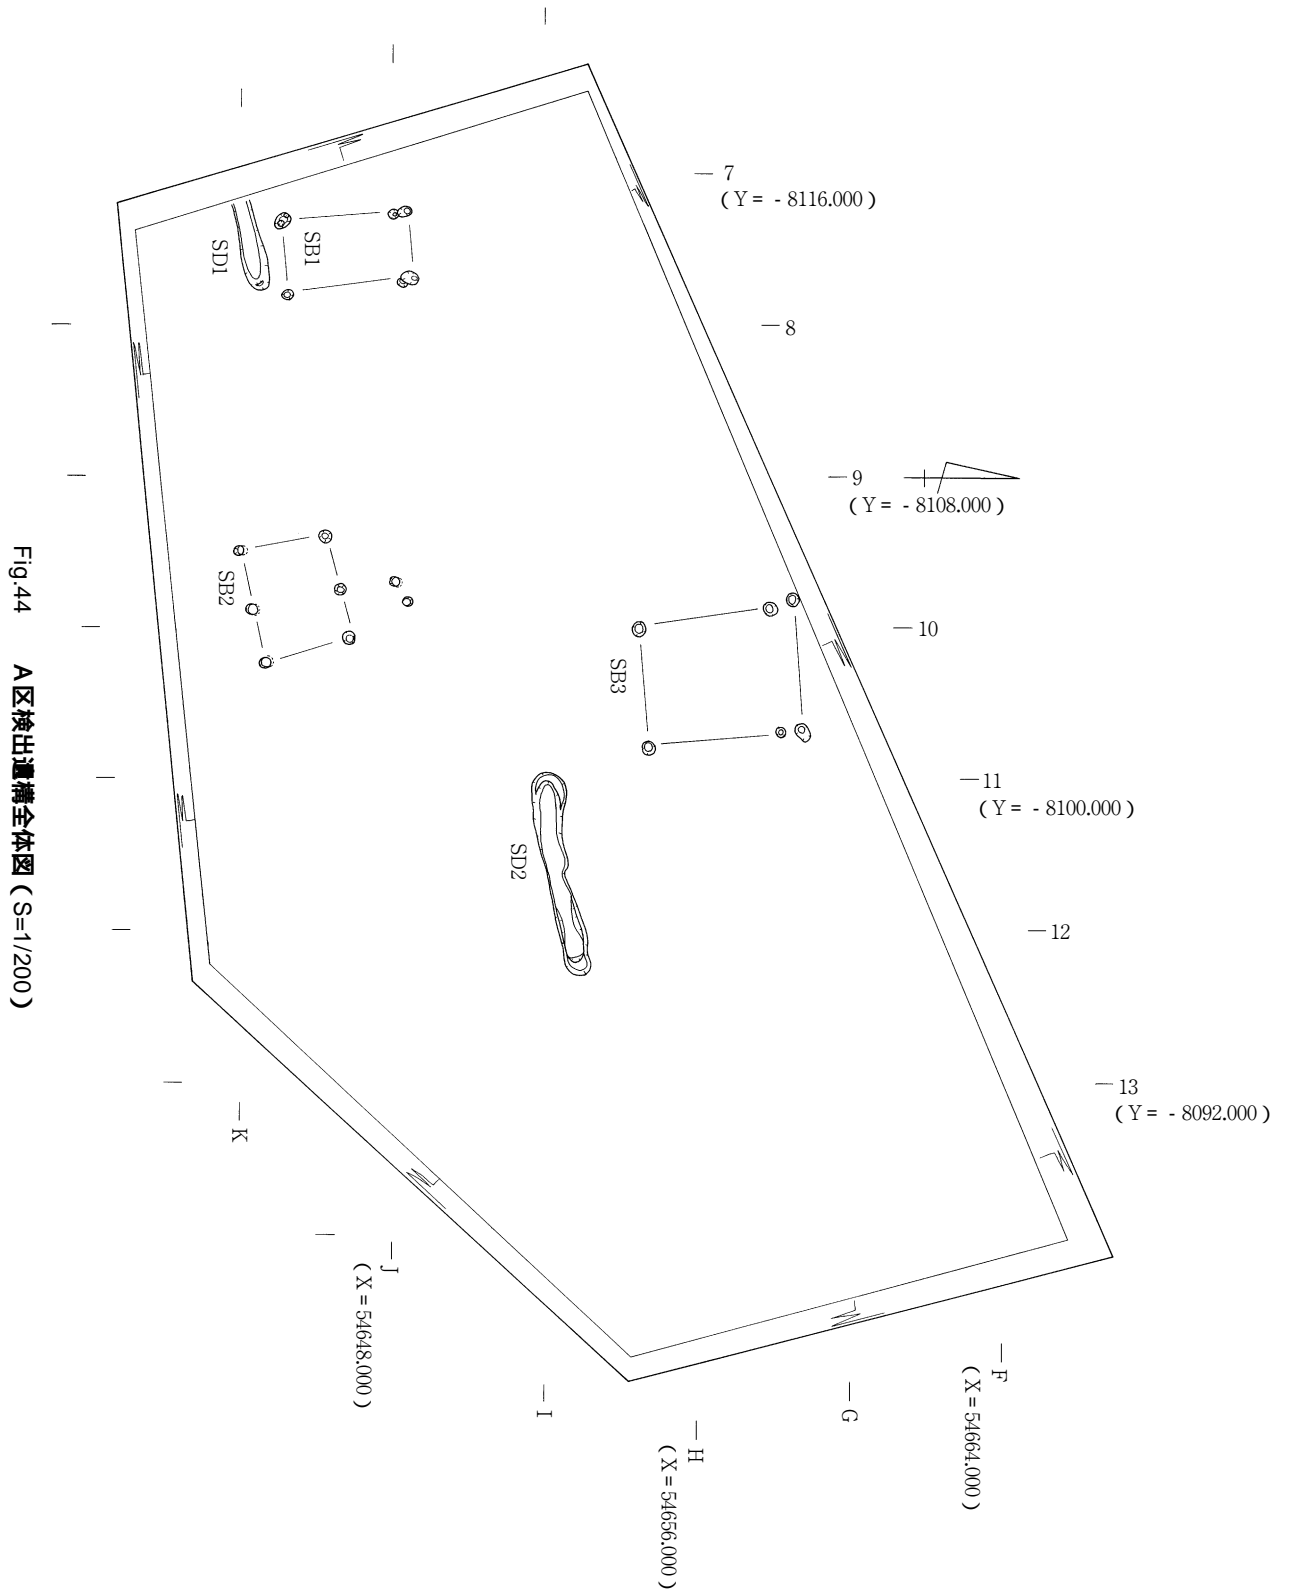 7
(Y= - 8116.000)
8
9
(Y= - 8108.000)
10
11
(Y= - 8100.000)
12
13
(Y= - 8092.000)
SB1
SD1
SB2
SB3
SD2
F
(X=54664.000)
G
H
(X=54656.000)
I
J
(X=54648.000)
K
Fig.44 A区検出遺構全体図(S=1/200)